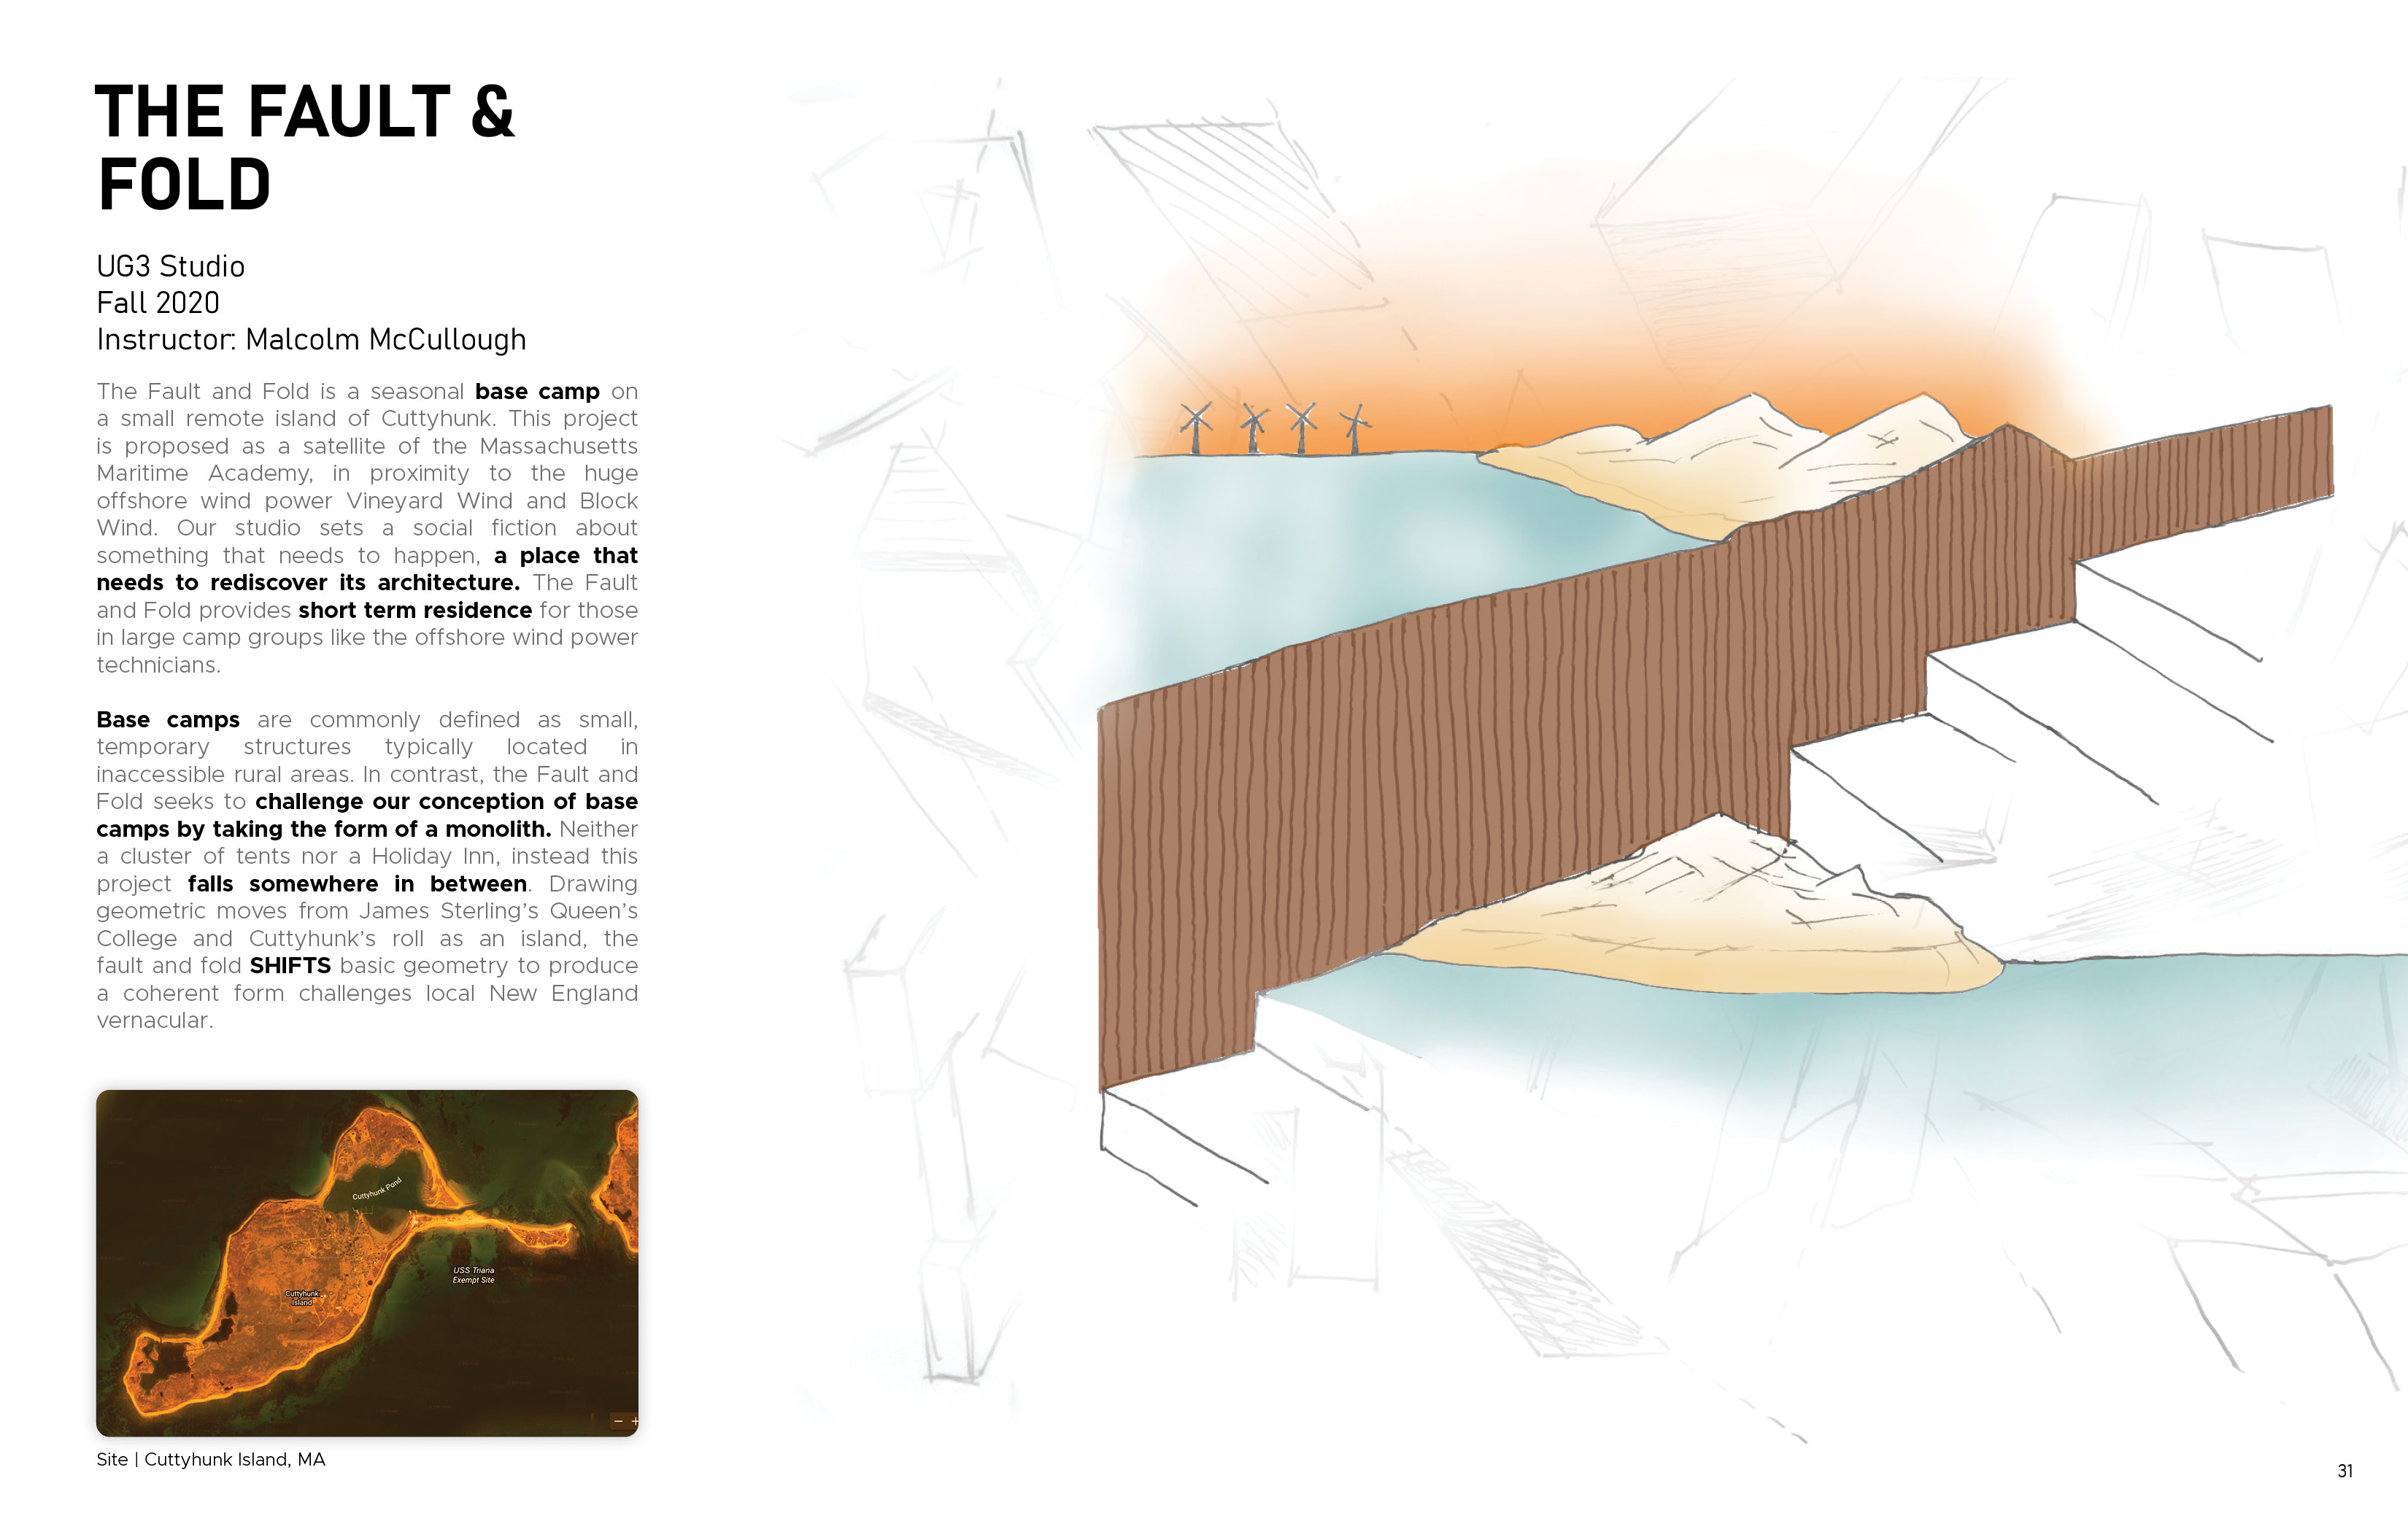 THE FAULT &
FOLD
UG3 Studio
Fall 2020
Instructor: Malcolm McCullough
The Fault and Fold is a seasonal base camp on
a small remote island of Cuttyhunk. This project
is proposed as a satellite of the Massachusetts
Maritime Academy, in proximity to the huge
offshore wind power Vineyard Wind and Block
Wind. Our studio sets a social fiction about
something that needs to happen, a place that
needs to rediscover its architecture. The Fault
and Fold provides short term residence for those
in large camp groups like the offshore wind power
technicians.
Base camps are commonly defined as small,
temporary structures typically located in
inaccessible rural areas. In contrast, the Fault and
Fold seeks to challenge our conception of base
camps by taking the form of a monolith. Neither
a cluster of tents nor a Holiday Inn, instead this
project falls somewhere in between. Drawing
geometric moves from James Sterling's Queen's
College and Cuttyhunk's roll as an island, the
fault and fold SHIFTS basic geometry to produce
a coherent form challenges local New England
vernacular.
Cuttyhunk Pond
USS Triana
Exempt Site
Cuttyhunk
Island
Site | Cuttyhunk Island, MA
31